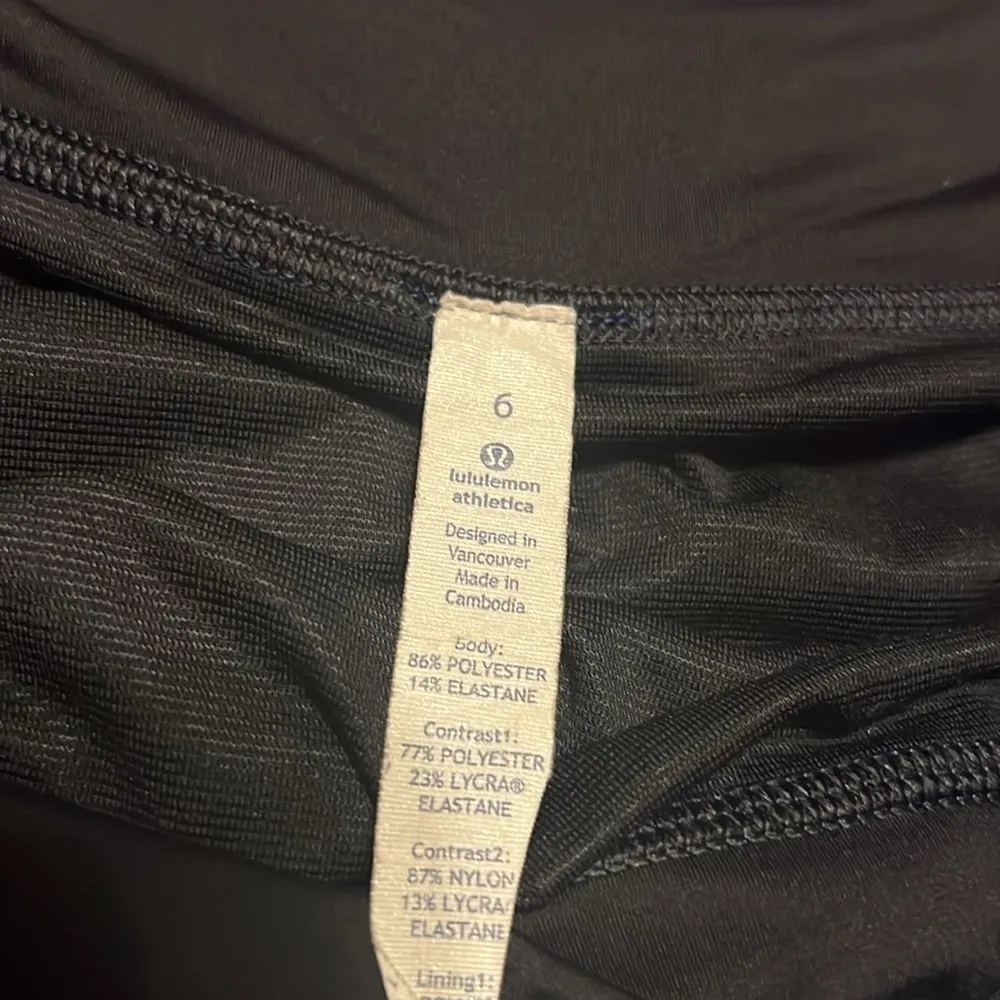 6
lululemon
athletica
Designed in
Vancouver
Made in
Cambodia
Body:
86% POLYESTER
14% ELASTANE
Contrast1:
77% POLYESTER
23% LYCRA®
ELASTANE
Contrast2:
87% NYLON
13% LYCRA
ELASTANE
Lining1: